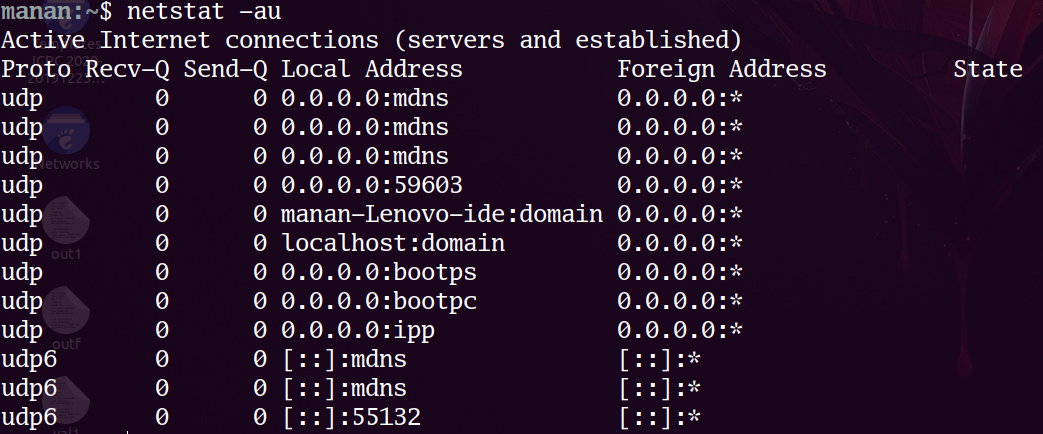 manan:~$ netstat -au
Active Internet connections (servers and established)
Proto Recv-Q Send-Q Local Address           Foreign Address         State
udp        0      0 0.0.0.0:mdns            0.0.0.0:*
udp        0      0 0.0.0.0:mdns            0.0.0.0:*
udp        0      0 0.0.0.0:mdns            0.0.0.0:*
udp        0      0 0.0.0.0:59603           0.0.0.0:*
udp        0      0 manan-Lenovo-ide:domain 0.0.0.0:*
udp        0      0 localhost:domain        0.0.0.0:*
udp        0      0 0.0.0.0:bootps          0.0.0.0:*
udp        0      0 0.0.0.0:bootpc          0.0.0.0:*
udp        0      0 0.0.0.0:ipp             0.0.0.0:*
udp6       0      0 [::]:mdns               [::]:*
udp6       0      0 [::]:mdns               [::]:*
udp6       0      0 [::]:55132              [::]:*
Networks
out1
outf